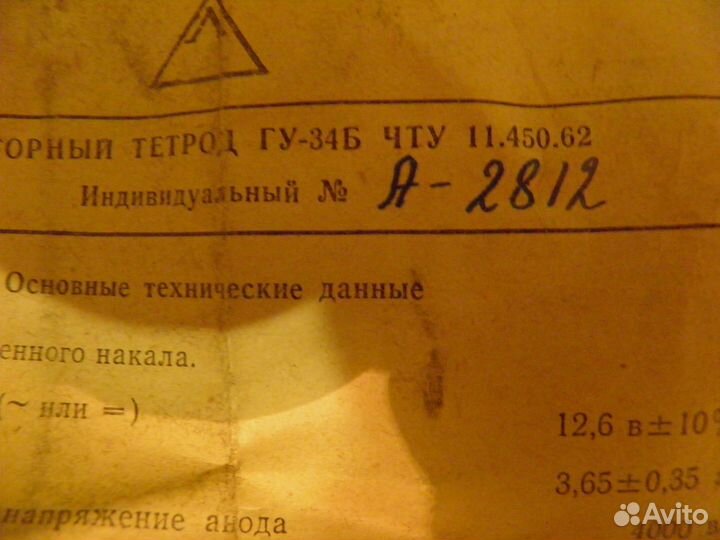 ТОРНЫЙ ТЕТРОД ГУ-34Б ЧТУ 11.450.62
Индивидуальный № А-2812
Основные технические данные
енного накала.
(~ или =) 12,6 в±10%
3,65±0,35
напряжение анода 4000 в
Avito